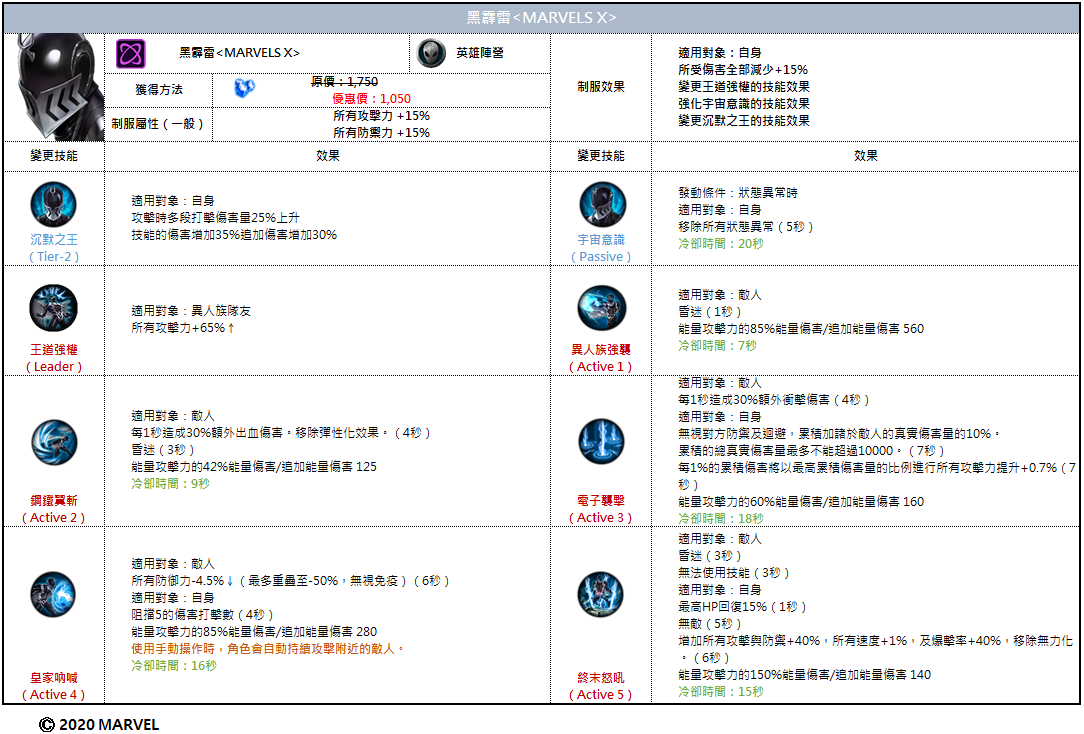 黑霹雷<MARVELS X>
黑霹雷<MARVELS X>
英雄陣營
獲得方法
原價：1,750
優惠價：1,050
制服屬性（一般）
所有攻擊力 +15%
所有防禦力 +15%
制服效果
適用對象：自身
所受傷害全部減少+15%
變更王道強權的技能效果
強化宇宙意識的技能效果
變更沉默之王的技能效果
變更技能
效果
變更技能
效果
沉默之王
（Tier-2）
適用對象：自身
攻擊時多段打擊傷害量25%上升
技能的傷害增加35%追加傷害增加30%
宇宙意識
（Passive）
發動條件：狀態異常時
適用對象：自身
移除所有狀態異常（5秒）
冷卻時間：20秒
王道強權
（Leader）
適用對象：異人族隊友
所有攻擊力+65%↑
異人族強襲
（Active 1）
適用對象：敵人
昏迷（1秒）
能量攻擊力的85%能量傷害/追加能量傷害 560
冷卻時間：7秒
鋼鐵翼斬
（Active 2）
適用對象：敵人
每1秒造成30%額外出血傷害。移除彈性化效果。（4秒）
昏迷（3秒）
能量攻擊力的42%能量傷害/追加能量傷害 125
冷卻時間：9秒
電子襲擊
（Active 3）
適用對象：敵人
每1秒造成30%額外衝擊傷害（4秒）
適用對象：自身
無視對方防禦及迴避，累積加諸於敵人的真實傷害量的10%。
累積的總真實傷害量最多不能超過10000。（7秒）
每1%的累積傷害將以最高累積傷害量的比例進行所有攻擊力提升+0.7%（7
秒）
能量攻擊力的60%能量傷害/追加能量傷害 160
冷卻時間：18秒
皇家吶喊
（Active 4）
適用對象：敵人
所有防御力-4.5%↓（最多重疊至-50%，無視免疫）（6秒）
適用對象：自身
阻擋5的傷害打擊數（4秒）
能量攻擊力的85%能量傷害/追加能量傷害 280
使用手動操作時，角色會自動持續攻擊附近的敵人。
冷卻時間：16秒
終末怒吼
（Active 5）
適用對象：敵人
昏迷（3秒）
無法使用技能（3秒）
適用對象：自身
最高HP回復15%（1秒）
無敵（5秒）
增加所有攻擊與防禦+40%，所有速度+1%，及爆擊率+40%，移除無力化
。（6秒）
能量攻擊力的150%能量傷害/追加能量傷害 140
冷卻時間：15秒
© 2020 MARVEL